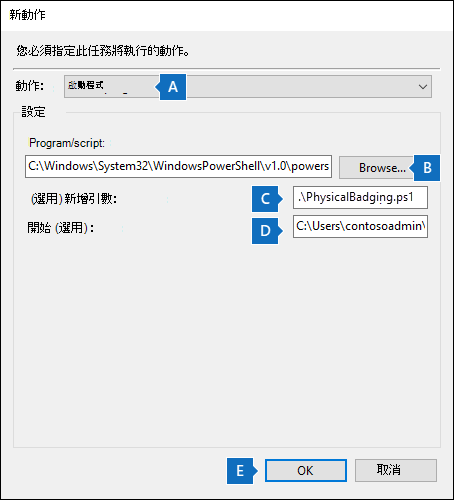 新動作
您必須指定此任務將執行的動作。
動作: 啟動程式 A
設定
Program/script:
C:\Windows\System32\WindowsPowerShell\v1.0\powers Browse... B
(選用) 新增引數: C .\PhysicalBadging.ps1
開始 (選用): D C:\Users\contosoadmin\
E OK 取消